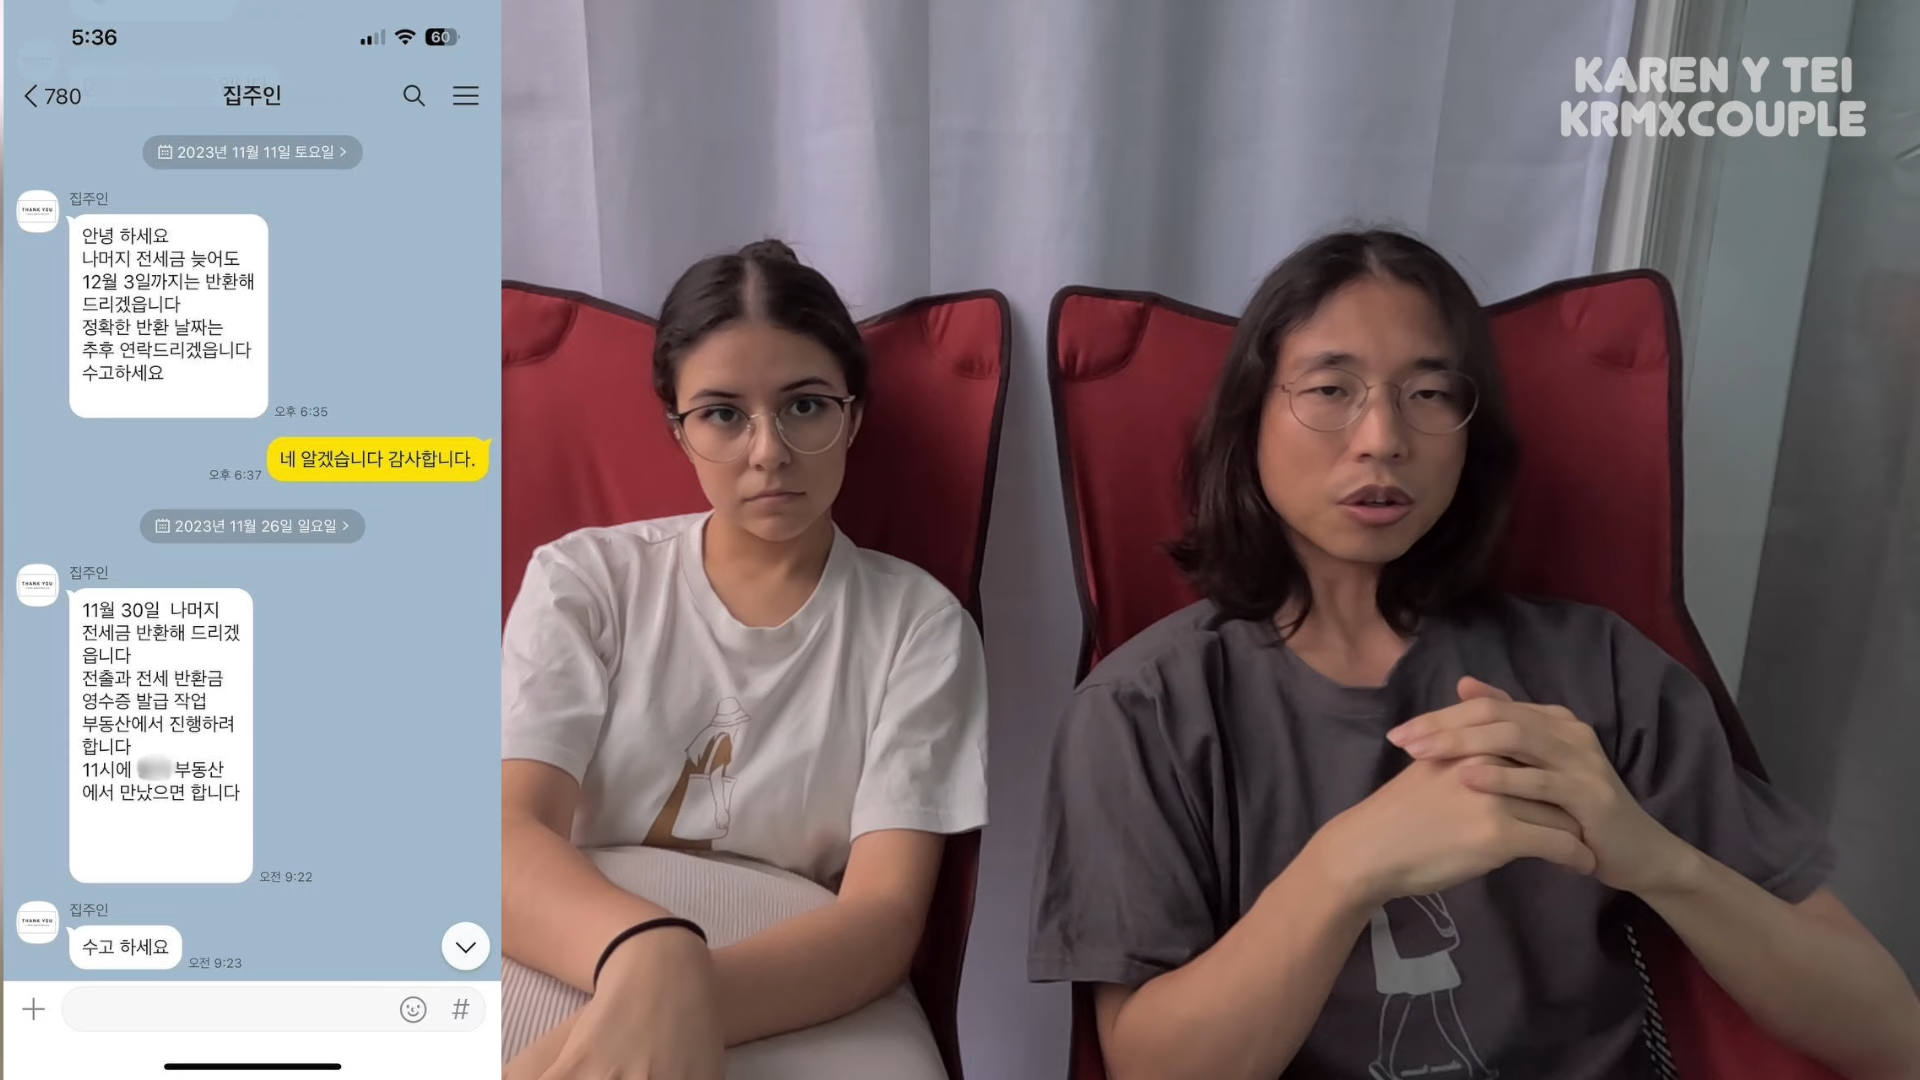 5:36
60
780
집주인
2023년 11월 11일 토요일
집주인
THANK YOU
안녕 하세요
나머지 전세금 늦어도
12월 3일까지는 반환해
드리겠읍니다
정확한 반환 날짜는
추후 연락드리겠읍니다
수고하세요
오후 6:35
네 알겠습니다 감사합니다.
오후 6:37
2023년 11월 26일 일요일
집주인
THANK YOU
11월 30일 나머지
전세금 반환해 드리겠
읍니다
전출과 전세 반환금
영수증 발급 작업
부동산에서 진행하려
합니다
11시에 부동산
에서 만났으면 합니다
오전 9:22
집주인
THANK YOU
수고 하세요
오전 9:23
#
KAREN Y TEI
KRMXCOUPLE